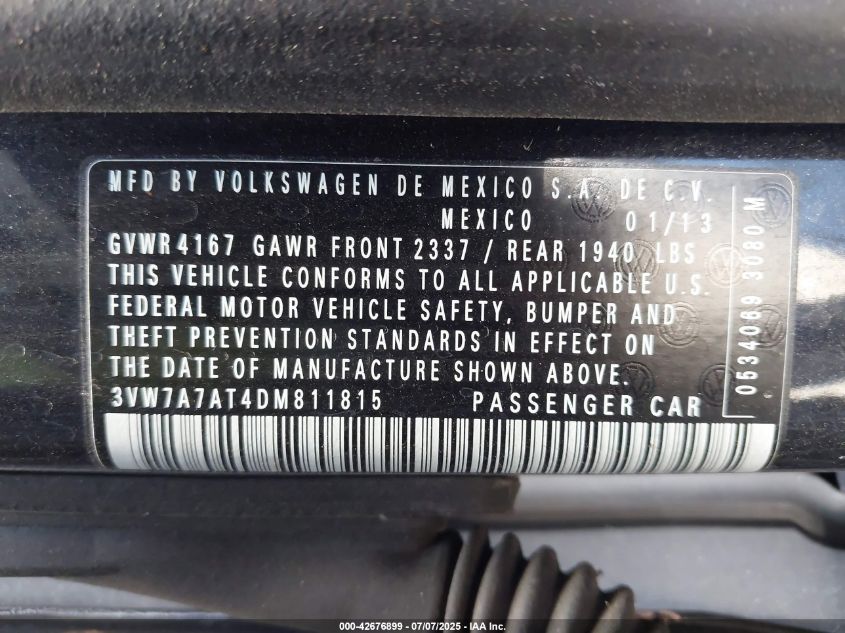 MFD BY VOLKSWAGEN DE MEXICO S.A. DE C.V.
MEXICO 01/13
GVWR 4167 GAWR FRONT 2337 / REAR 1940 LBS
THIS VEHICLE CONFORMS TO ALL APPLICABLE U.S.
FEDERAL MOTOR VEHICLE SAFETY, BUMPER AND
THEFT PREVENTION STANDARDS IN EFFECT ON
THE DATE OF MANUFACTURE SHOWN ABOVE.
3VW7A7AT4DM811815 PASSENGER CAR
0534069 3080 M
000-42676899 - 07/07/2025 - IAA Inc.